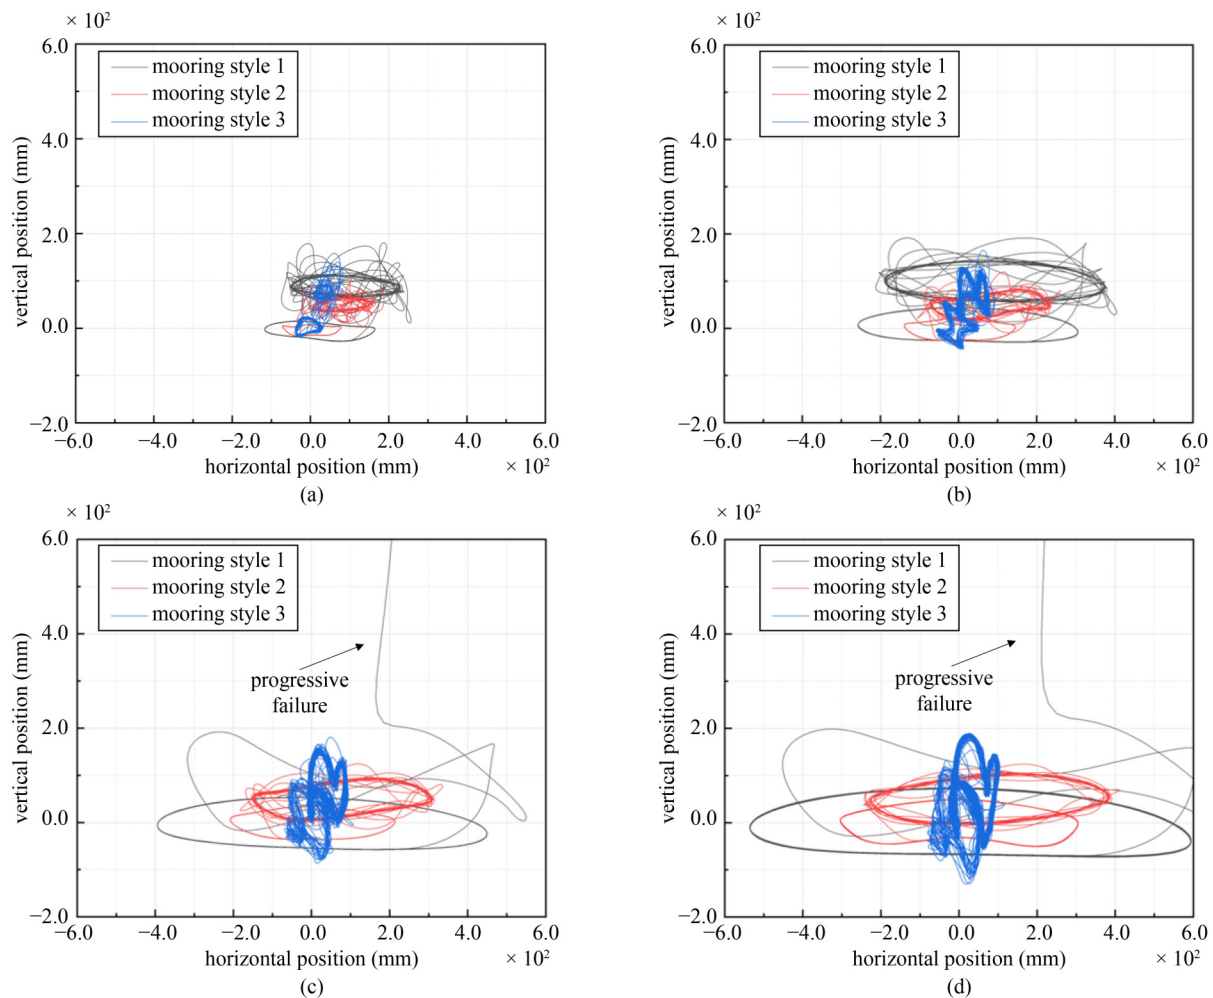 × 10²
6.0
4.0
2.0
0.0
−2.0
vertical position (mm)
mooring style 1
mooring style 2
mooring style 3
−6.0 −4.0 −2.0 0.0 2.0 4.0 6.0
horizontal position (mm) × 10²
(a)
× 10²
6.0
4.0
2.0
0.0
−2.0
vertical position (mm)
mooring style 1
mooring style 2
mooring style 3
−6.0 −4.0 −2.0 0.0 2.0 4.0 6.0
horizontal position (mm) × 10²
(b)
× 10²
6.0
4.0
2.0
0.0
−2.0
vertical position (mm)
mooring style 1
mooring style 2
mooring style 3
progressive
failure
−6.0 −4.0 −2.0 0.0 2.0 4.0 6.0
horizontal position (mm) × 10²
(c)
× 10²
6.0
4.0
2.0
0.0
−2.0
vertical position (mm)
mooring style 1
mooring style 2
mooring style 3
progressive
failure
−6.0 −4.0 −2.0 0.0 2.0 4.0 6.0
horizontal position (mm) × 10²
(d)